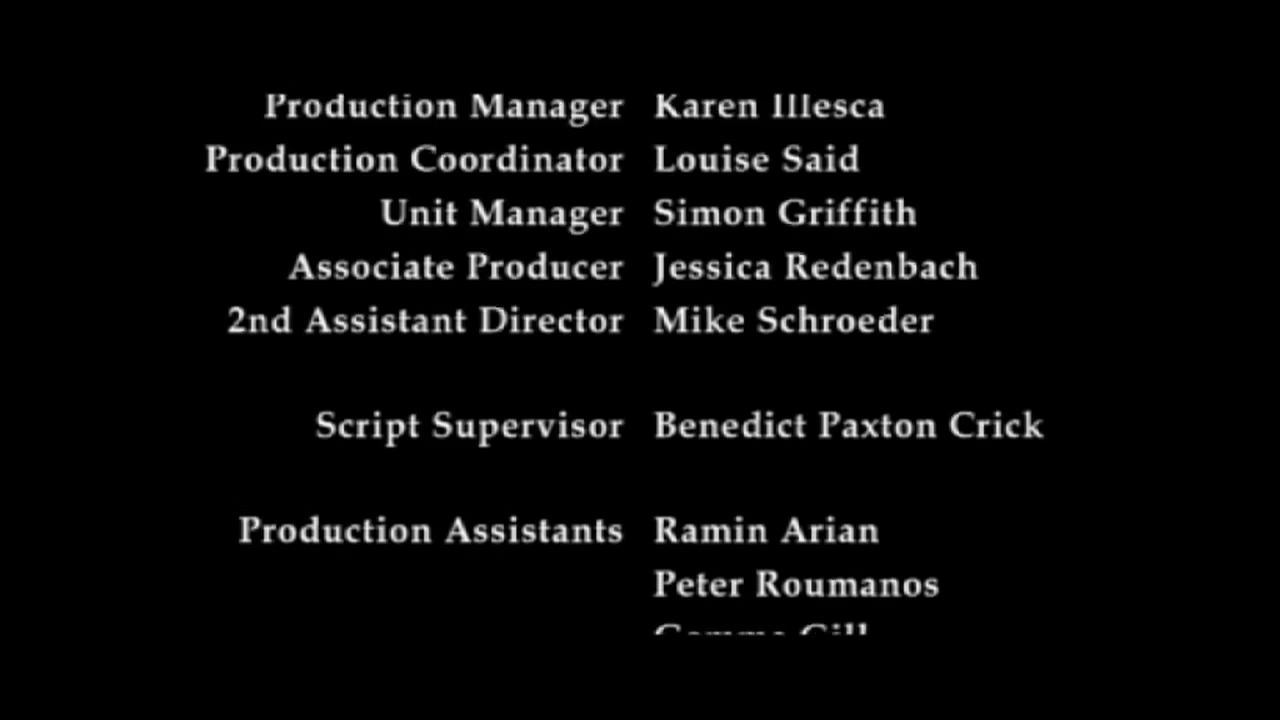 Production Manager Karen Illesca
Production Coordinator Louise Said
Unit Manager Simon Griffith
Associate Producer Jessica Redenbach
2nd Assistant Director Mike Schroeder
Script Supervisor Benedict Paxton Crick
Production Assistants Ramin Arian
Peter Roumanos
Gill